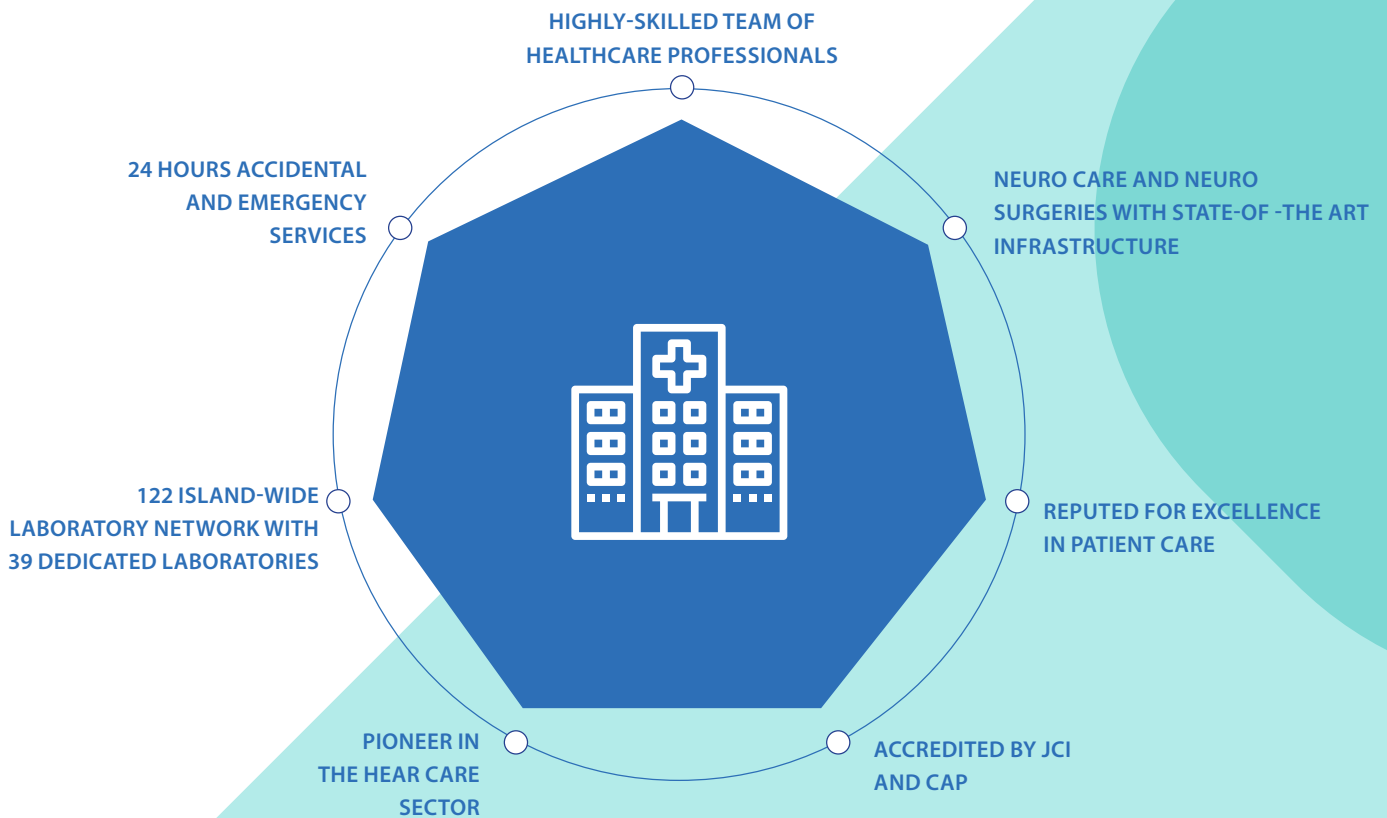 HIGHLY-SKILLED TEAM OF
HEALTHCARE PROFESSIONALS
24 HOURS ACCIDENTAL
AND EMERGENCY
SERVICES
NEURO CARE AND NEURO
SURGERIES WITH STATE-OF -THE ART
INFRASTRUCTURE
122 ISLAND-WIDE
LABORATORY NETWORK WITH
39 DEDICATED LABORATORIES
REPUTED FOR EXCELLENCE
IN PATIENT CARE
PIONEER IN
THE HEAR CARE
SECTOR
ACCREDITED BY JCI
AND CAP